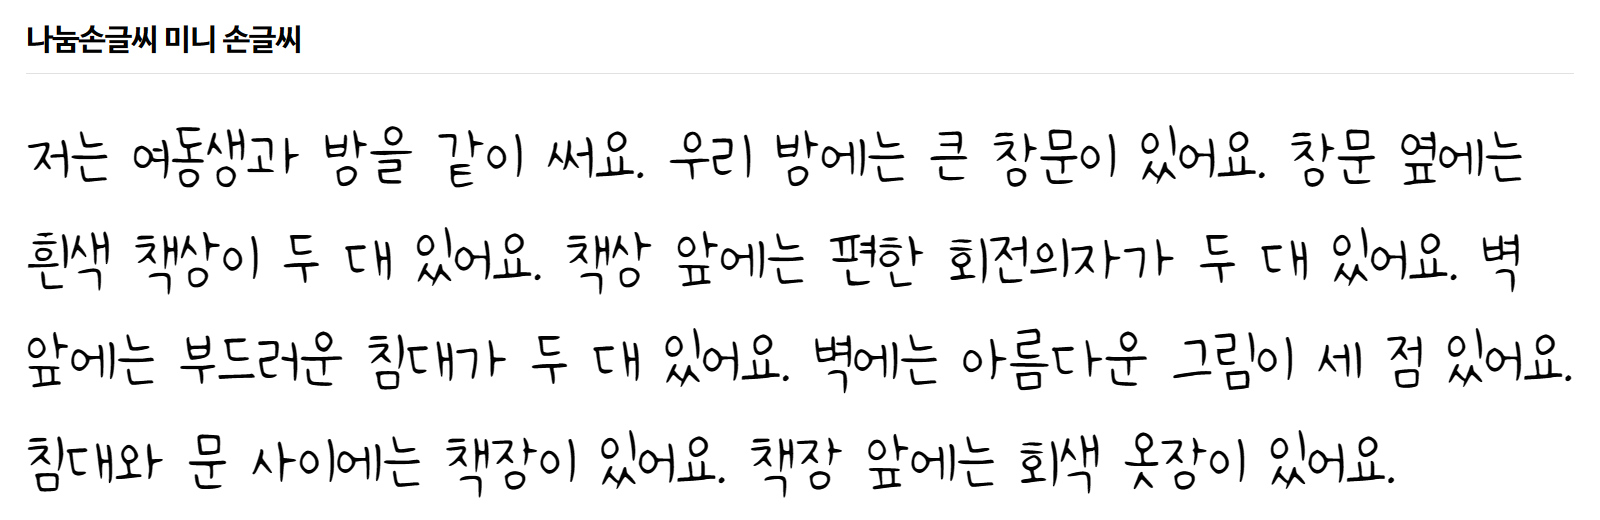 나눔손글씨 미니 손글씨
저는 여동생과 방을 같이 써요. 우리 방에는 큰 창문이 있어요. 창문 옆에는
흰색 책상이 두 대 있어요. 책상 앞에는 편한 회전의자가 두 대 있어요. 벽
앞에는 부드러운 침대가 두 대 있어요. 벽에는 아름다운 그림이 세 점 있어요.
침대와 문 사이에는 책장이 있어요. 책장 앞에는 회색 옷장이 있어요.